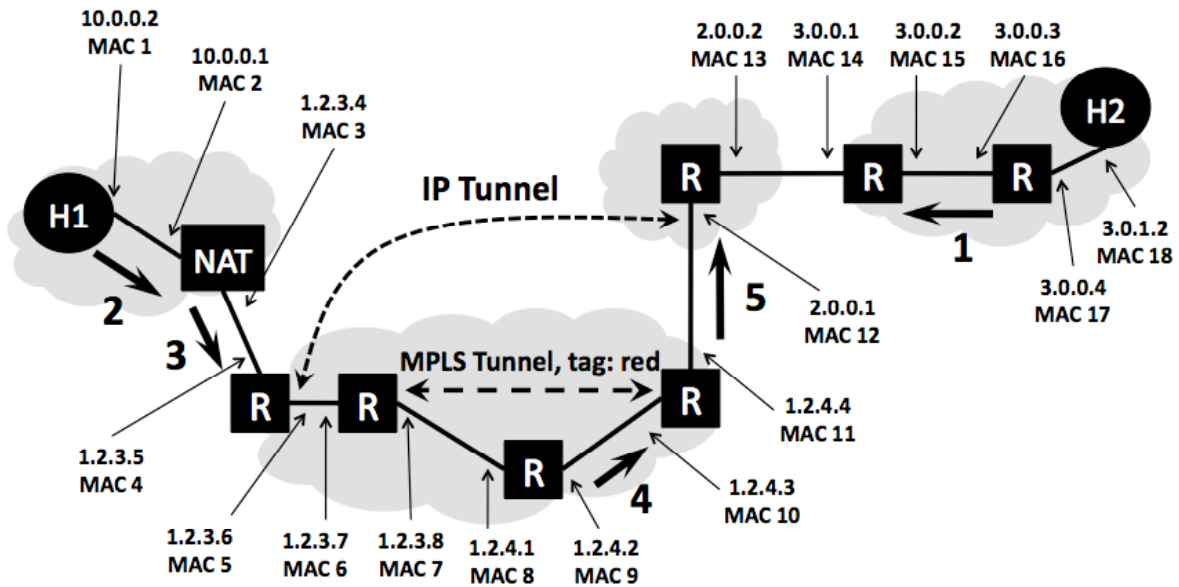 10.0.0.2
MAC 1
10.0.0.1
MAC 2
1.2.3.4
MAC 3
2.0.0.2
MAC 13
3.0.0.1
MAC 14
3.0.0.2
MAC 15
3.0.0.3
MAC 16
H2
H1
NAT
R
R
R
IP Tunnel
1
2
3
5
3.0.1.2
MAC 18
3.0.0.4
MAC 17
2.0.0.1
MAC 12
MPLS Tunnel, tag: red
R
R
R
R
4
1.2.3.5
MAC 4
1.2.4.4
MAC 11
1.2.4.3
MAC 10
1.2.3.6
MAC 5
1.2.3.7
MAC 6
1.2.3.8
MAC 7
1.2.4.1
MAC 8
1.2.4.2
MAC 9